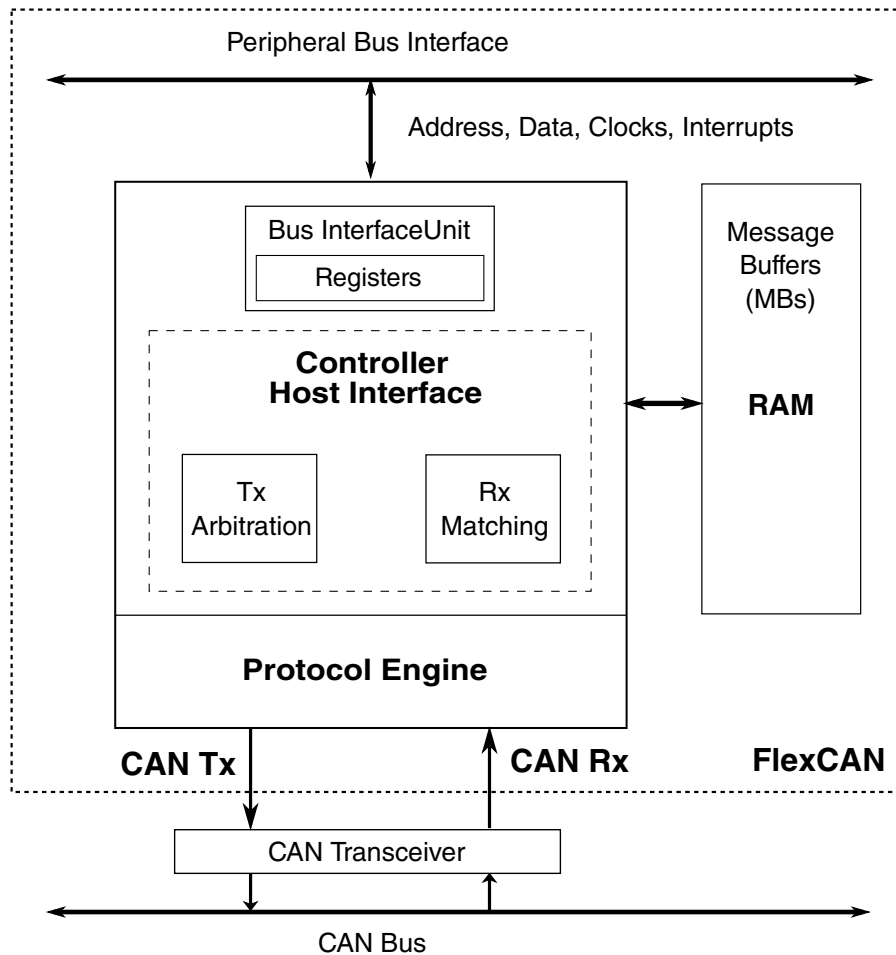 Peripheral Bus Interface
Address, Data, Clocks, Interrupts
Bus InterfaceUnit
Registers
Message
Buffers
(MBs)
RAM
Controller
Host Interface
Tx
Arbitration
Rx
Matching
Protocol Engine
CAN Tx
CAN Rx
FlexCAN
CAN Transceiver
CAN Bus